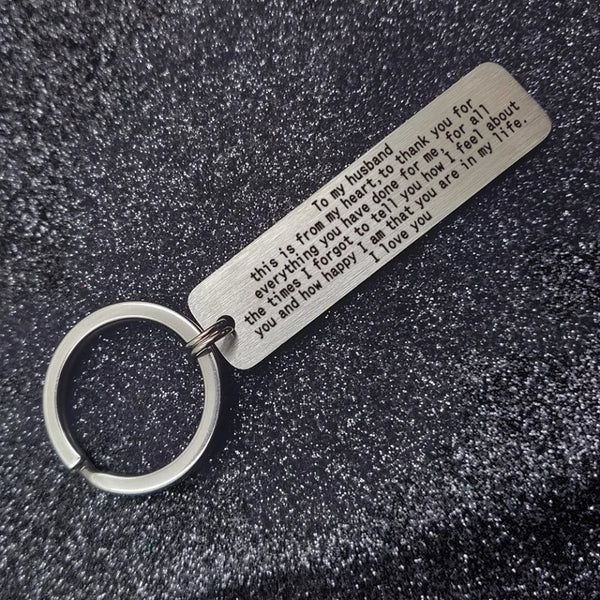 To my husband
this is from my heart,to thank you for
everything you have done for me, for all
the times I forgot to tell you how I feel about
you and how happy I am that you are in my life.
I love you